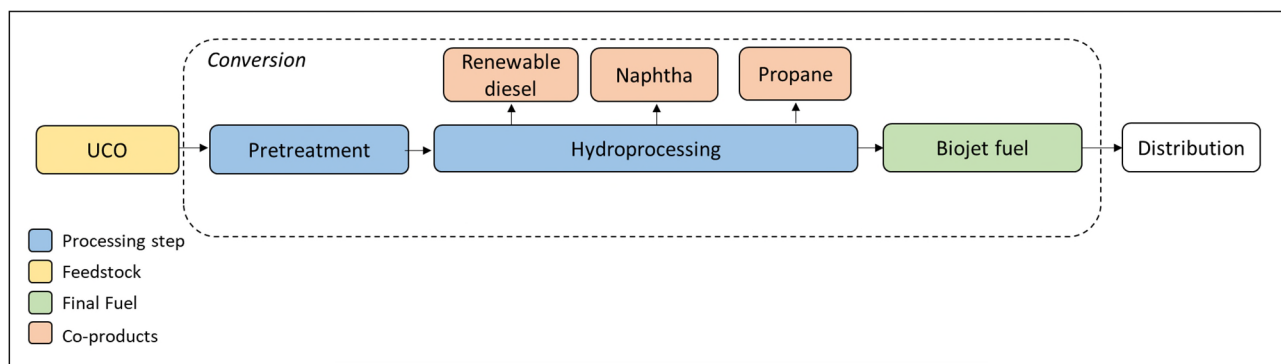 Conversion
Renewable
diesel
Naphtha
Propane
UCO
Pretreatment
Hydroprocessing
Biojet fuel
Distribution
Processing step
Feedstock
Final Fuel
Co-products